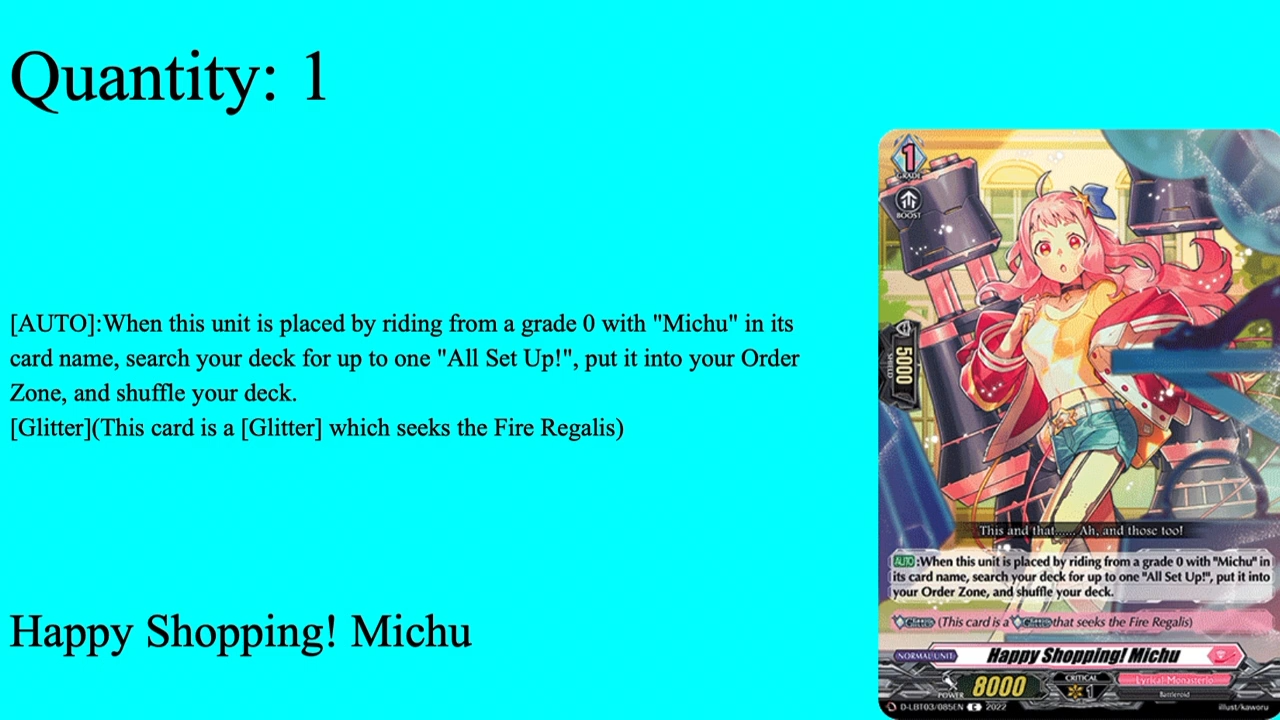 Quantity: 1
[AUTO]:When this unit is placed by riding from a grade 0 with "Michu" in its
card name, search your deck for up to one "All Set Up!", put it into your Order
Zone, and shuffle your deck.
[Glitter](This card is a [Glitter] which seeks the Fire Regalis)
Happy Shopping! Michu
1
GRADE
BOOST
5000
SHIELD
This and that...... Ah, and those too!
AUTO:When this unit is placed by riding from a grade 0 with "Michu" in
its card name, search your deck for up to one "All Set Up!", put it into
your Order Zone, and shuffle your deck.
Glitter (This card is a Glitter that seeks the Fire Regalis)
NORMAL UNIT Happy Shopping! Michu
POWER 8000 CRITICAL 1 Lyrical Monasterio
Battleroid
D-LBT03/085EN C 2022 illust/kaworu